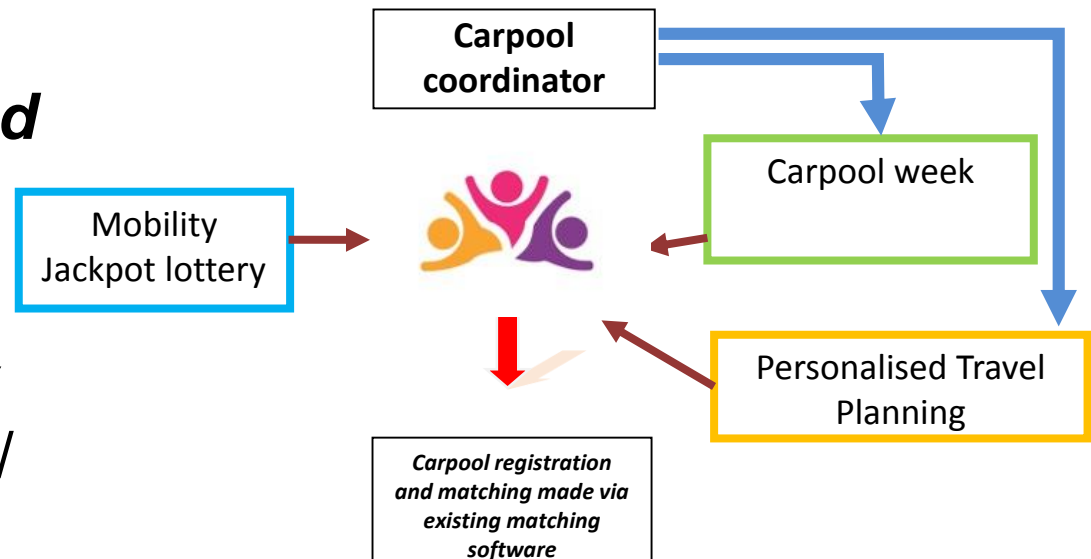 Carpool
coordinator
d
Carpool week
Mobility
Jackpot lottery
Personalised Travel
Planning
/
Carpool registration
and matching made via
existing matching
software